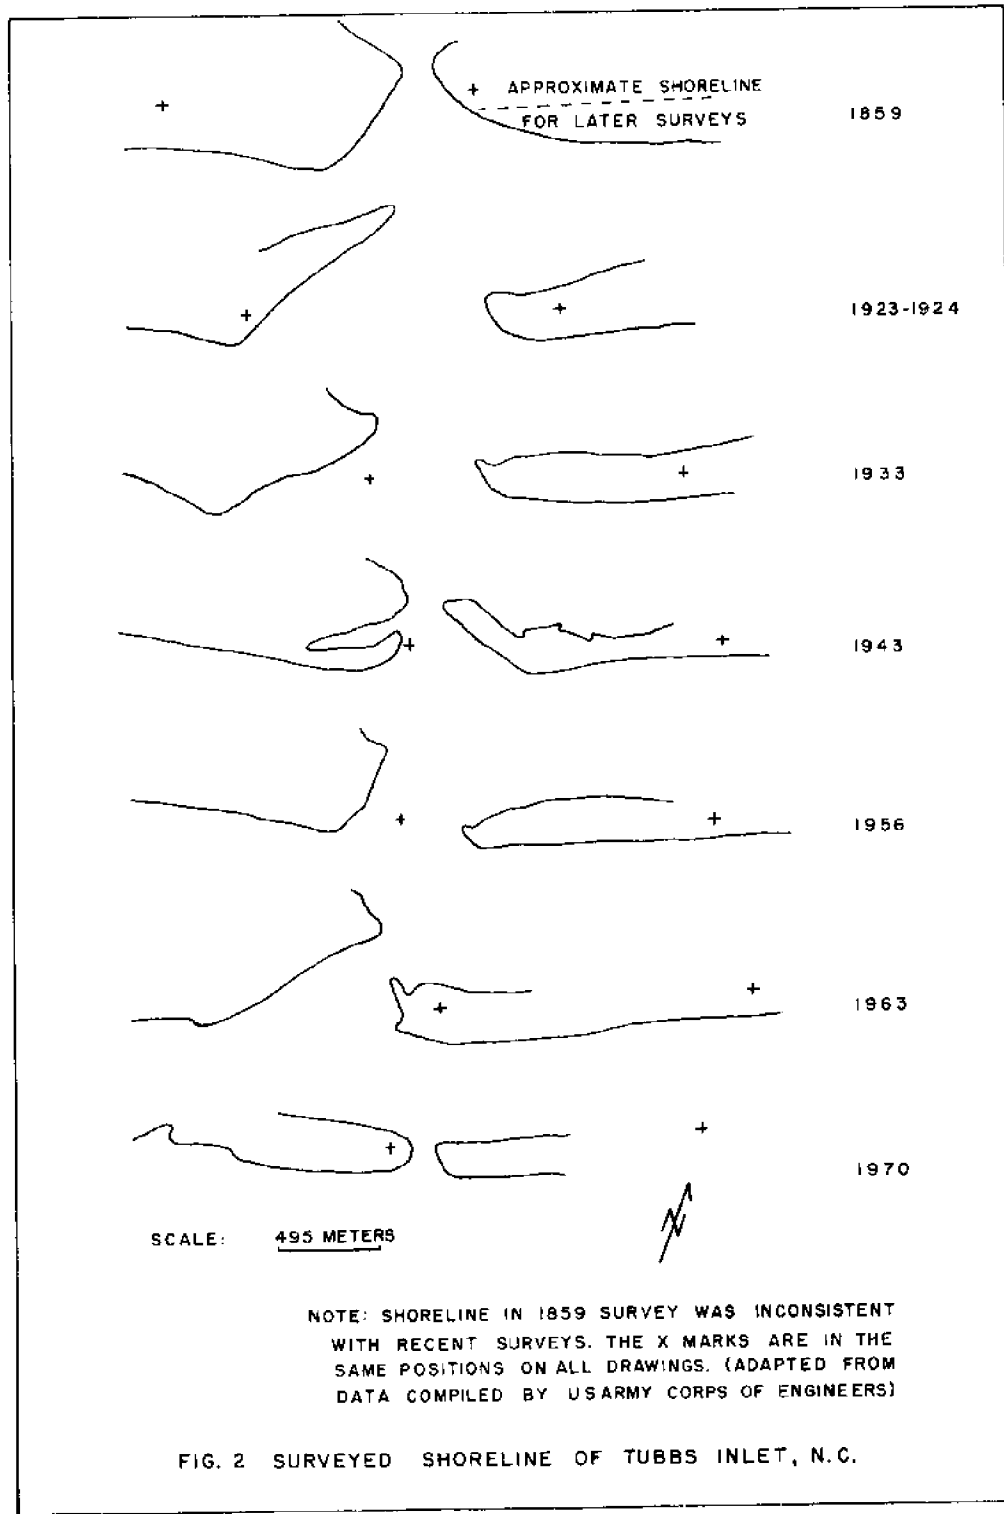 APPROXIMATE SHORELINE
FOR LATER SURVEYS
1859
1923-1924
1933
1943
1956
1963
1970
SCALE: 495 METERS
N
NOTE: SHORELINE IN 1859 SURVEY WAS INCONSISTENT
WITH RECENT SURVEYS. THE X MARKS ARE IN THE
SAME POSITIONS ON ALL DRAWINGS. (ADAPTED FROM
DATA COMPILED BY US ARMY CORPS OF ENGINEERS)
FIG. 2 SURVEYED SHORELINE OF TUBBS INLET, N.C.